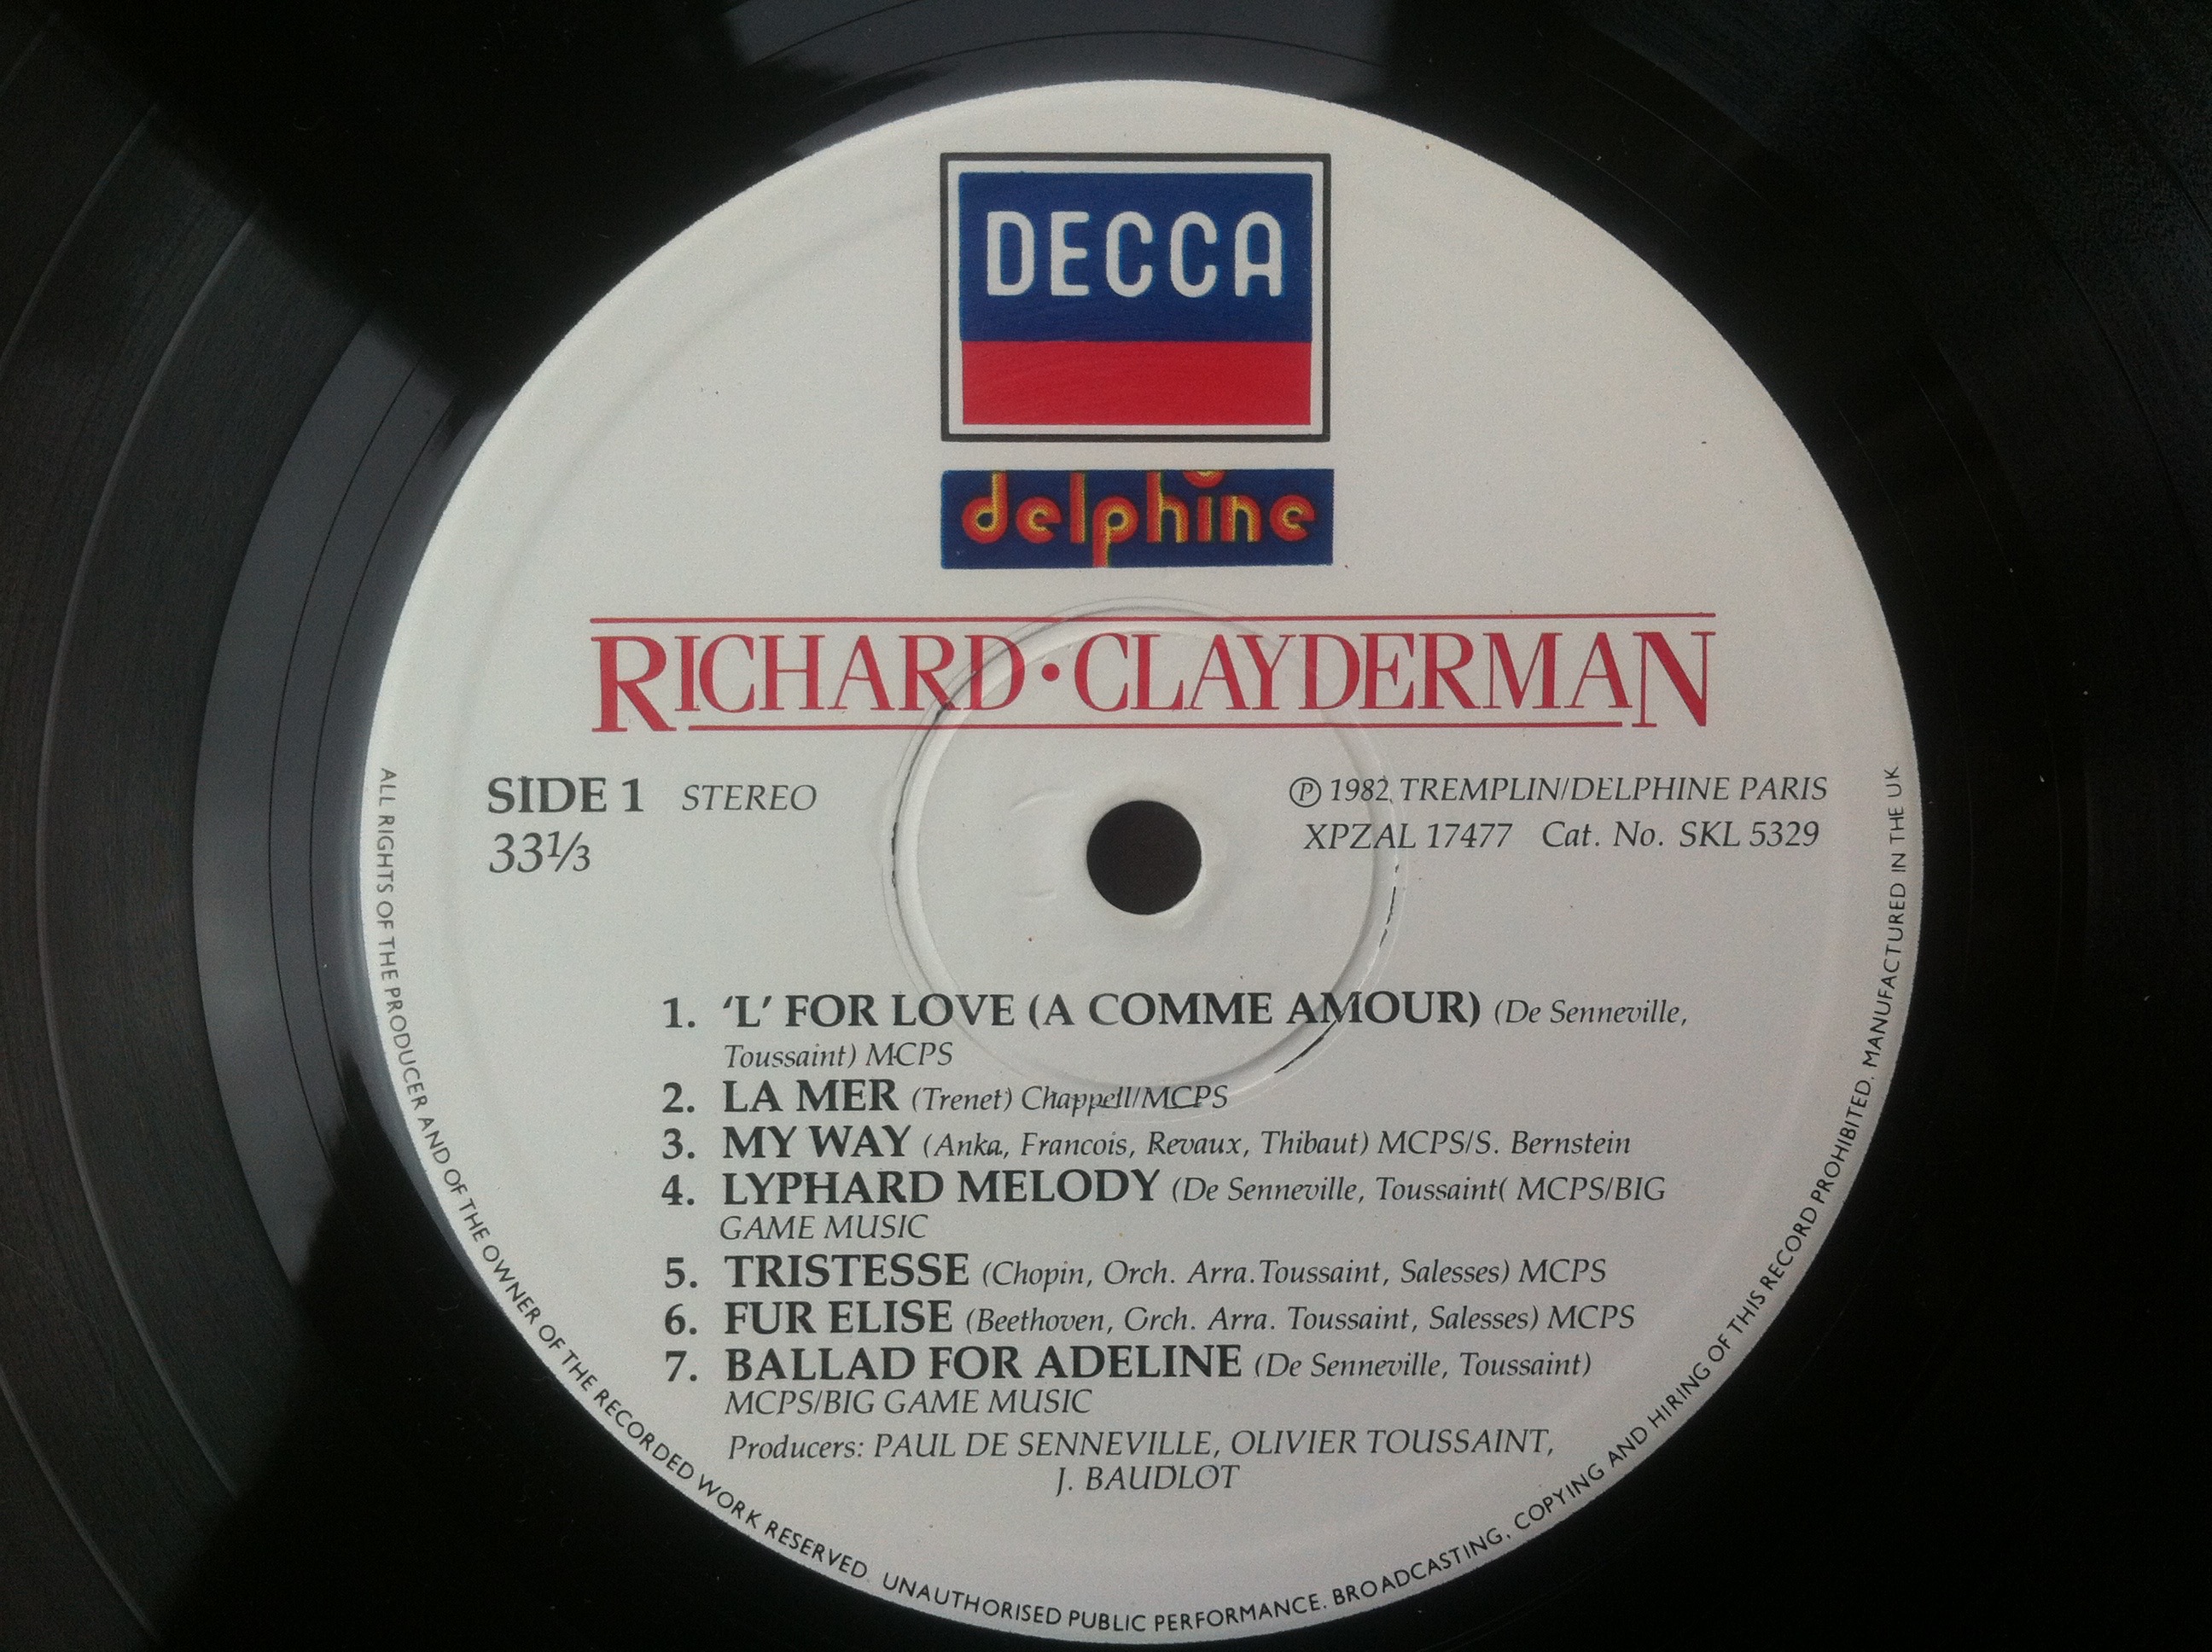 DECCA
delphine
RICHARD·CLAYDERMAN
SIDE 1 STEREO
33⅓
℗ 1982 TREMPLIN/DELPHINE PARIS
XPZAL 17477 Cat. No. SKL 5329
1. ‘L’ FOR LOVE (A COMME AMOUR) (De Senneville,
Toussaint) MCPS
2. LA MER (Trenet) Chappell/MCPS
3. MY WAY (Anka, Francois, Revaux, Thibaut) MCPS/S. Bernstein
4. LYPHARD MELODY (De Senneville, Toussaint( MCPS/BIG
GAME MUSIC
5. TRISTESSE (Chopin, Orch. Arra.Toussaint, Salesses) MCPS
6. FUR ELISE (Beethoven, Orch. Arra. Toussaint, Salesses) MCPS
7. BALLAD FOR ADELINE (De Senneville, Toussaint)
MCPS/BIG GAME MUSIC
Producers: PAUL DE SENNEVILLE, OLIVIER TOUSSAINT,
J. BAUDLOT
ALL RIGHTS OF THE PRODUCER AND OF THE OWNER OF THE RECORDED WORK RESERVED. UNAUTHORISED PUBLIC PERFORMANCE. BROADCASTING, COPYING AND HIRING OF THIS RECORD PROHIBITED. MANUFACTURED IN THE UK